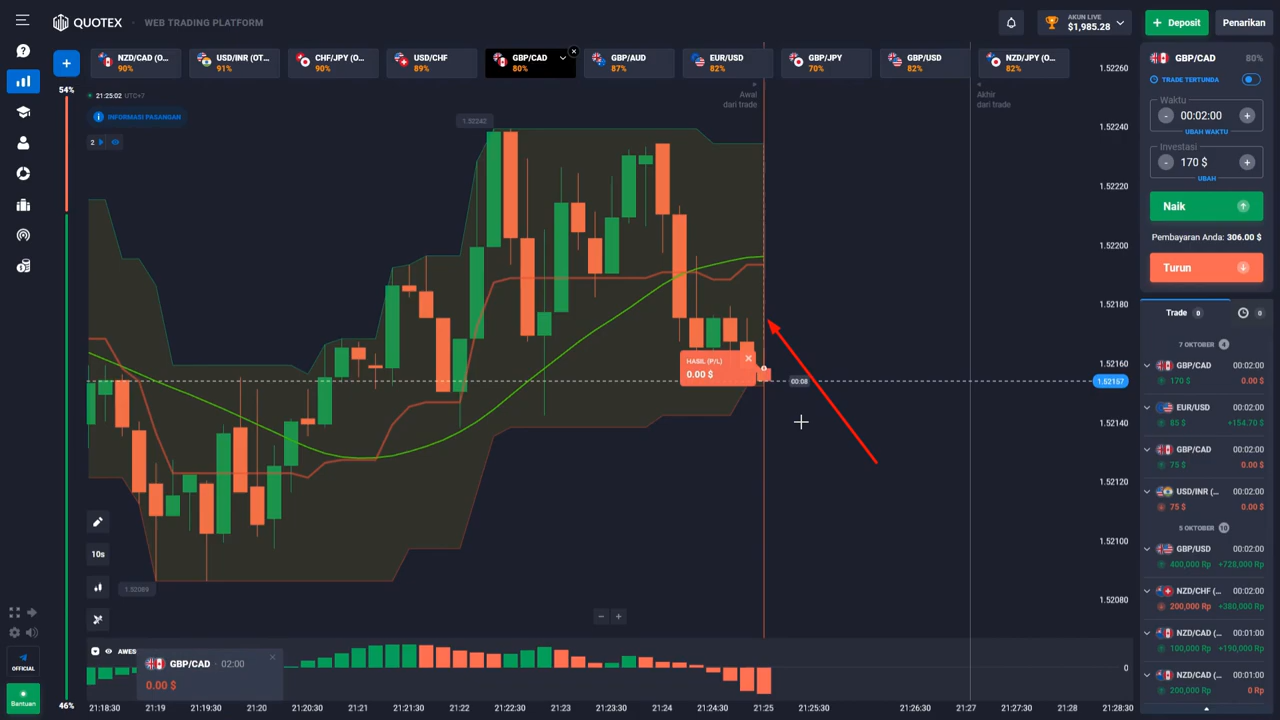 QUOTEX
WEB TRADING PLATFORM
AKUN LIVE
$1,985.28
+ Deposit
Penarikan
NZD/CAD (O...
90%
USD/INR (OT...
91%
CHF/JPY (O...
90%
USD/CHF
89%
GBP/CAD
80%
GBP/AUD
87%
EUR/USD
82%
GBP/JPY
70%
GBP/USD
82%
NZD/JPY (O...
82%
54%
21:25:02 UTC+7
INFORMASI PASANGAN
2
Awal
dari trade
Akhir
dari trade
1.52242
1.52260
1.52240
1.52220
1.52200
1.52180
1.52160
1.52157
1.52140
1.52120
1.52100
1.52080
HASIL (P/L)
0.00 $
00:08
10s
1.52069
AWES
GBP/CAD · 02:00
0.00 $
0
46%
21:18:30
21:19
21:19:30
21:20
21:20:30
21:21
21:21:30
21:22
21:22:30
21:23
21:23:30
21:24
21:24:30
21:25
21:25:30
21:26:30
21:27
21:27:30
21:28
21:28:30
OFFICIAL
Bantuan
GBP/CAD
80%
TRADE TERTUNDA
Waktu
- 00:02:00 +
UBAH WAKTU
Investasi
- 170 $ +
UBAH
Naik
Pembayaran Anda: 306.00 $
Turun
Trade 0
0
7 OKTOBER 4
GBP/CAD 00:02:00
170 $ 0.00 $
EUR/USD 00:02:00
85 $ +154.70 $
GBP/CAD 00:02:00
75 $ 0.00 $
USD/INR (... 00:02:00
75 $ 0.00 $
5 OKTOBER 10
GBP/USD 00:02:00
400,000 Rp +728,000 Rp
NZD/CHF (... 00:02:00
200,000 Rp +380,000 Rp
NZD/CAD (... 00:01:00
100,000 Rp +190,000 Rp
NZD/CAD (... 00:01:00
200,000 Rp 0 Rp